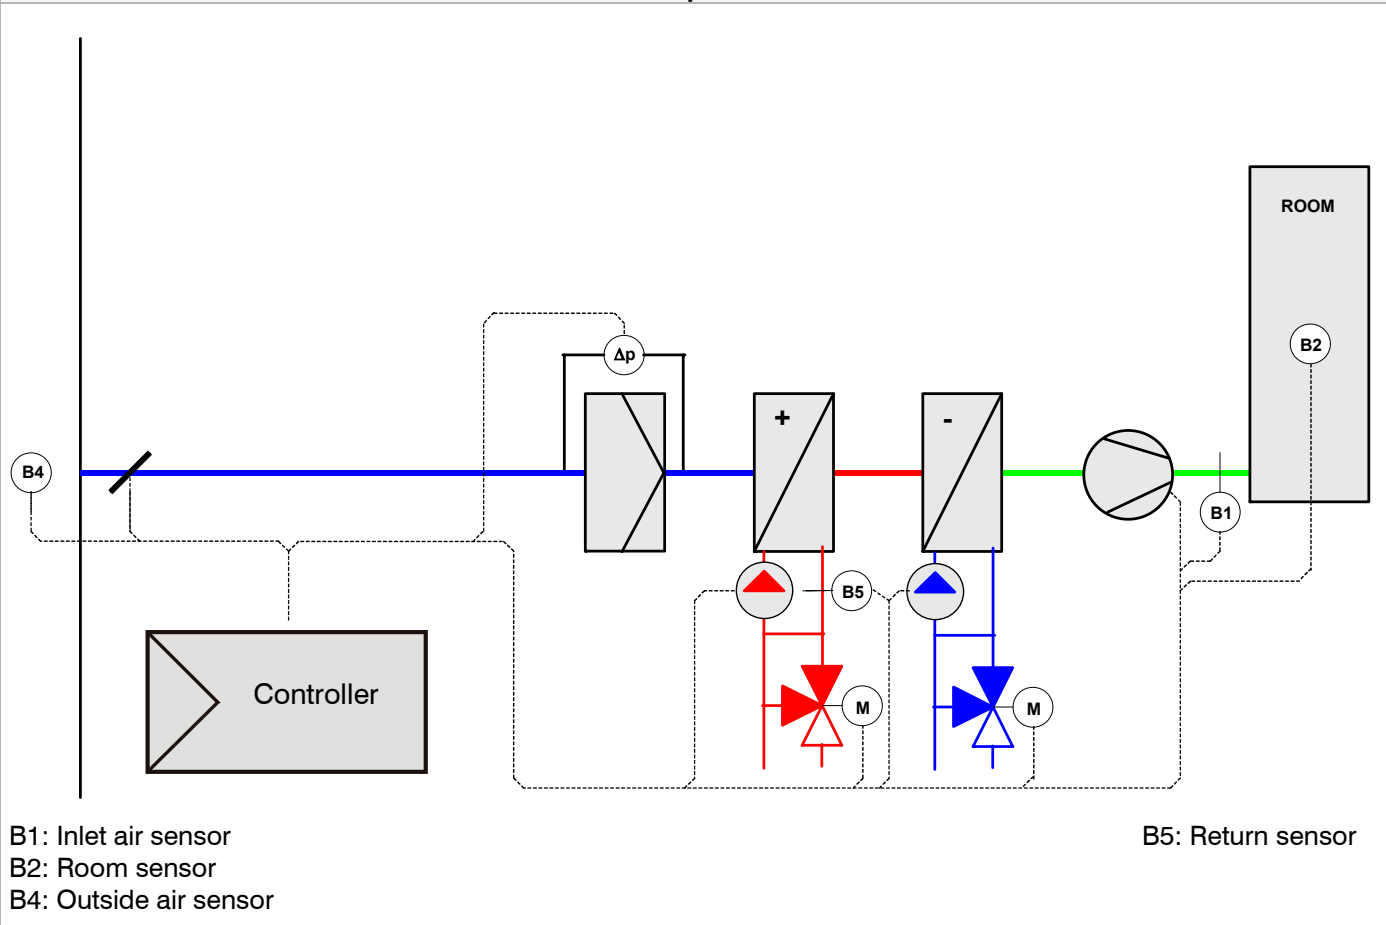 ROOM
Δp
B2
+
-
B4
B1
B5
M
M
Controller
B1: Inlet air sensor
B5: Return sensor
B2: Room sensor
B4: Outside air sensor